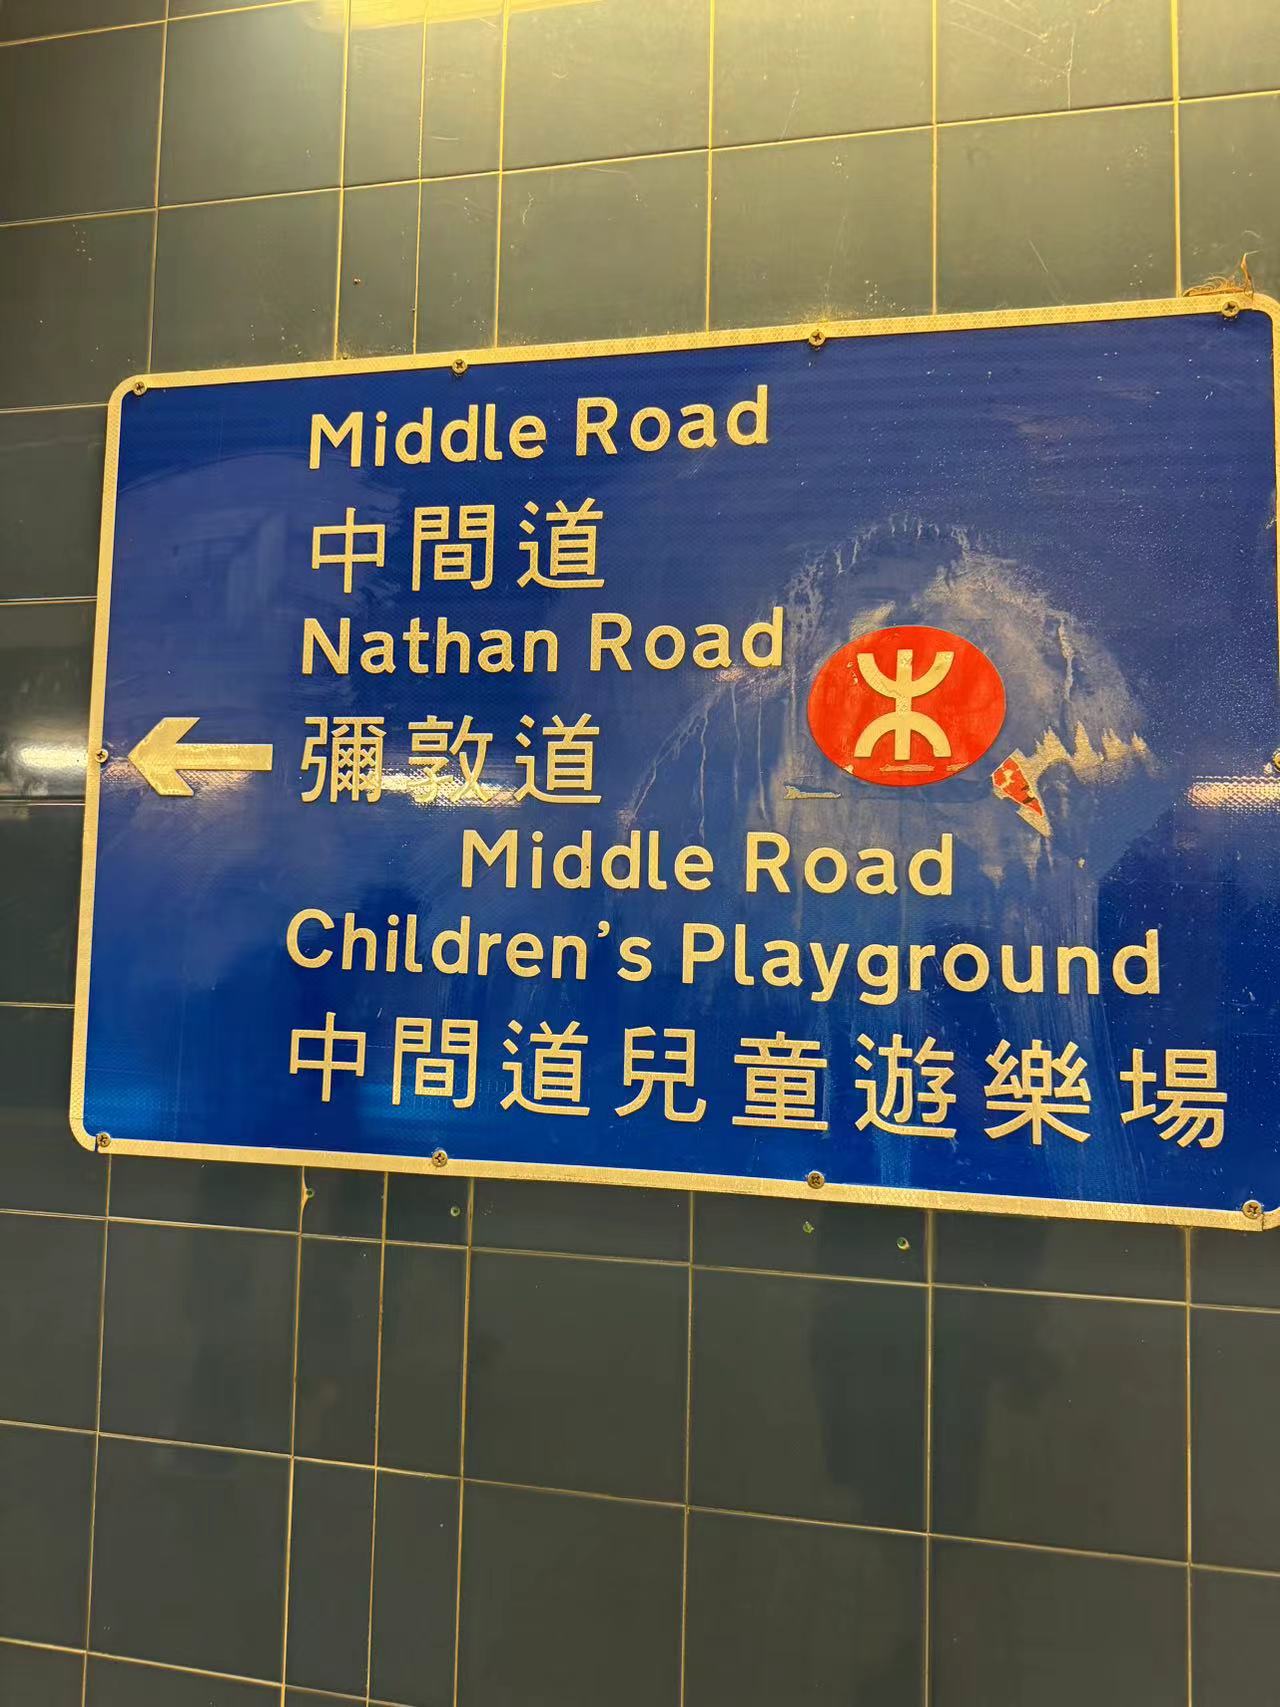 Middle Road
中間道
Nathan Road
彌敦道
Middle Road
Children's Playground
中間道兒童遊樂場